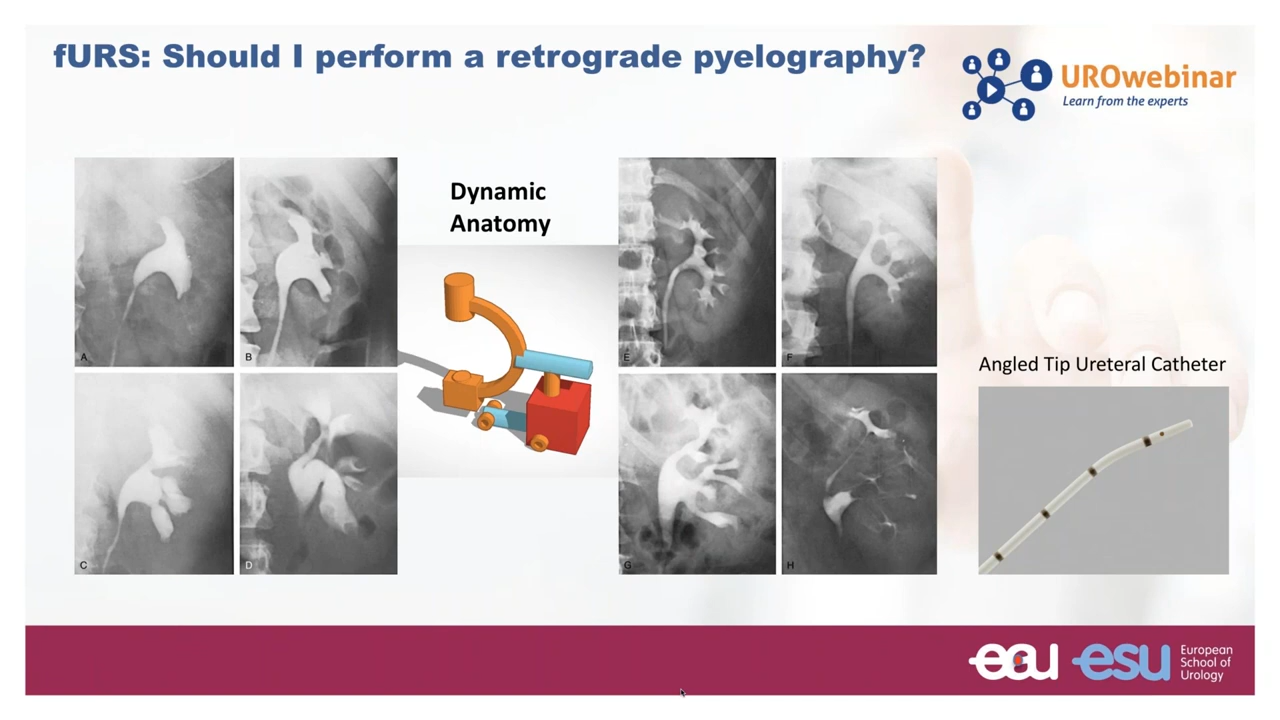 fURS: Should I perform a retrograde pyelography?
UROwebinar
Learn from the experts
Dynamic
Anatomy
A
B
E
F
Angled Tip Ureteral Catheter
C
D
G
H
eau
esu
European
School of
Urology